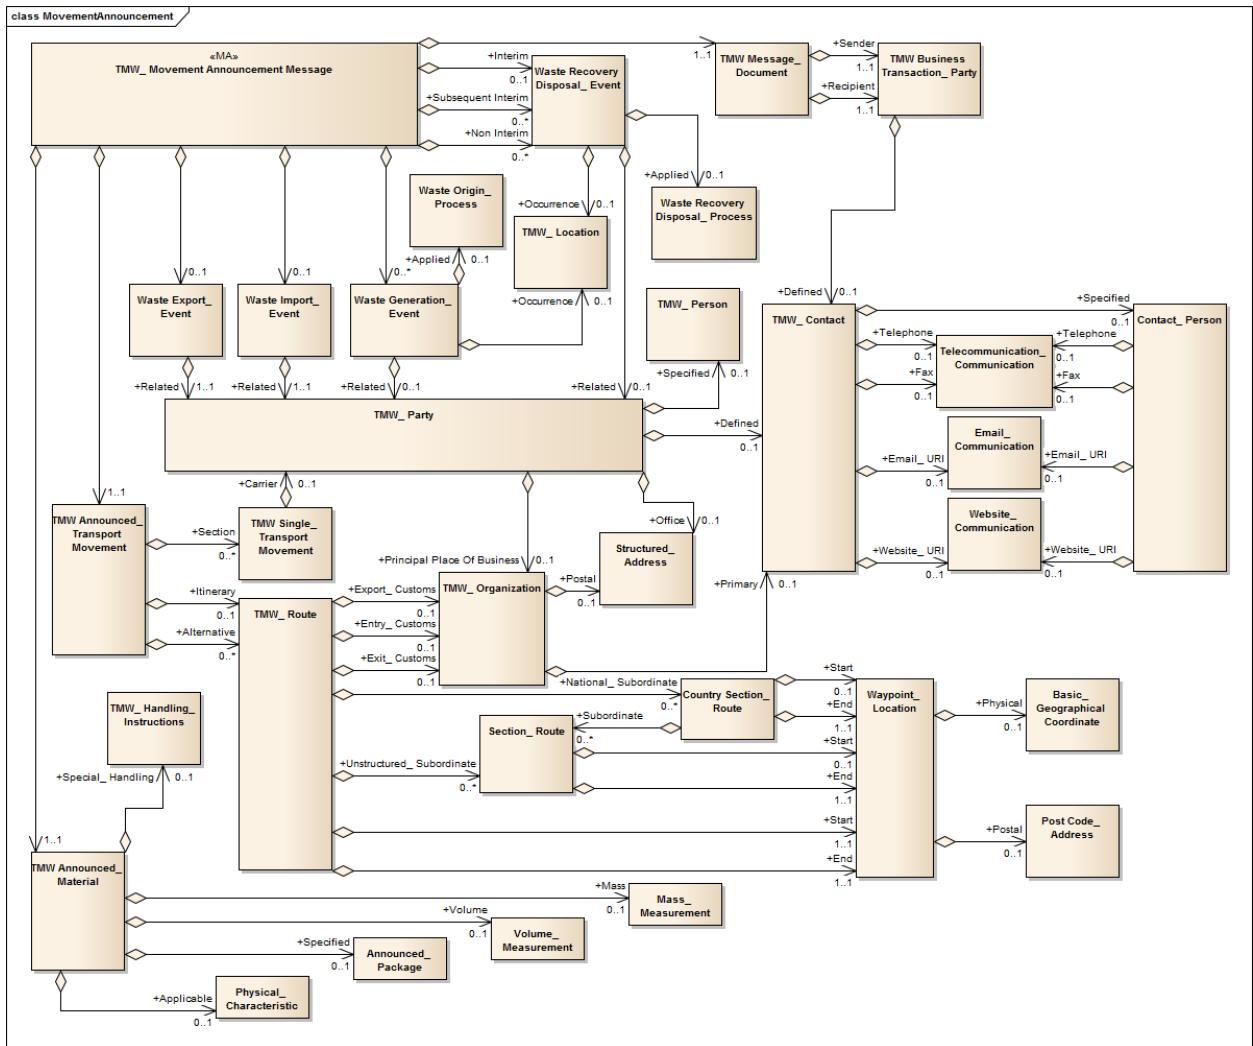 class MovementAnnouncement
«MA»
TMW_ Movement Announcement Message
+Interim
0..1
+Subsequent Interim
0..*
+Non Interim
0..*
Waste Recovery
Disposal_ Event
1..1
TMW Message_
Document
+Sender
1..1
+Recipient
1..1
TMW Business
Transaction_ Party
Waste Origin_
Process
+Applied
0..1
+Occurrence
0..1
TMW_ Location
+Occurrence
0..1
+Applied
0..1
Waste Recovery
Disposal_ Process
0..1
Waste Export_
Event
0..1
Waste Import_
Event
0..*
Waste Generation_
Event
TMW_ Person
+Specified
0..1
+Related
1..1
+Related
1..1
+Related
0..1
+Related
0..1
TMW_ Party
+Defined
0..1
+Defined
0..1
TMW_ Contact
+Specified
0..1
Contact_ Person
+Telephone
0..1
+Fax
0..1
Telecommunication_
Communication
+Telephone
0..1
+Fax
0..1
+Email_ URI
0..1
Email_
Communication
+Email_ URI
0..1
+Website_ URI
0..1
Website_
Communication
+Website_ URI
0..1
+Carrier
0..1
1..1
TMW Announced_
Transport
Movement
+Section
0..*
TMW Single_
Transport
Movement
+Itinerary
0..1
+Alternative
0..*
TMW_ Route
+Principal Place Of Business
0..1
TMW_ Organization
+Office
0..1
Structured_
Address
+Postal
0..1
+Primary
0..1
+Export_ Customs
0..1
+Entry_ Customs
0..1
+Exit_ Customs
0..1
+National_ Subordinate
0..*
Country Section_
Route
+Subordinate
0..*
Section_ Route
+Unstructured_ Subordinate
0..*
+Start
0..1
+End
1..1
+Start
0..1
+End
1..1
+Start
1..1
+End
1..1
Waypoint_
Location
+Physical
0..1
Basic_
Geographical
Coordinate
+Postal
0..1
Post Code_
Address
TMW_ Handling_
Instructions
+Special_ Handling
0..1
1..1
TMW Announced_
Material
+Mass
0..1
Mass_
Measurement
+Volume
0..1
Volume_
Measurement
+Specified
0..1
Announced_
Package
+Applicable
0..1
Physical_
Characteristic